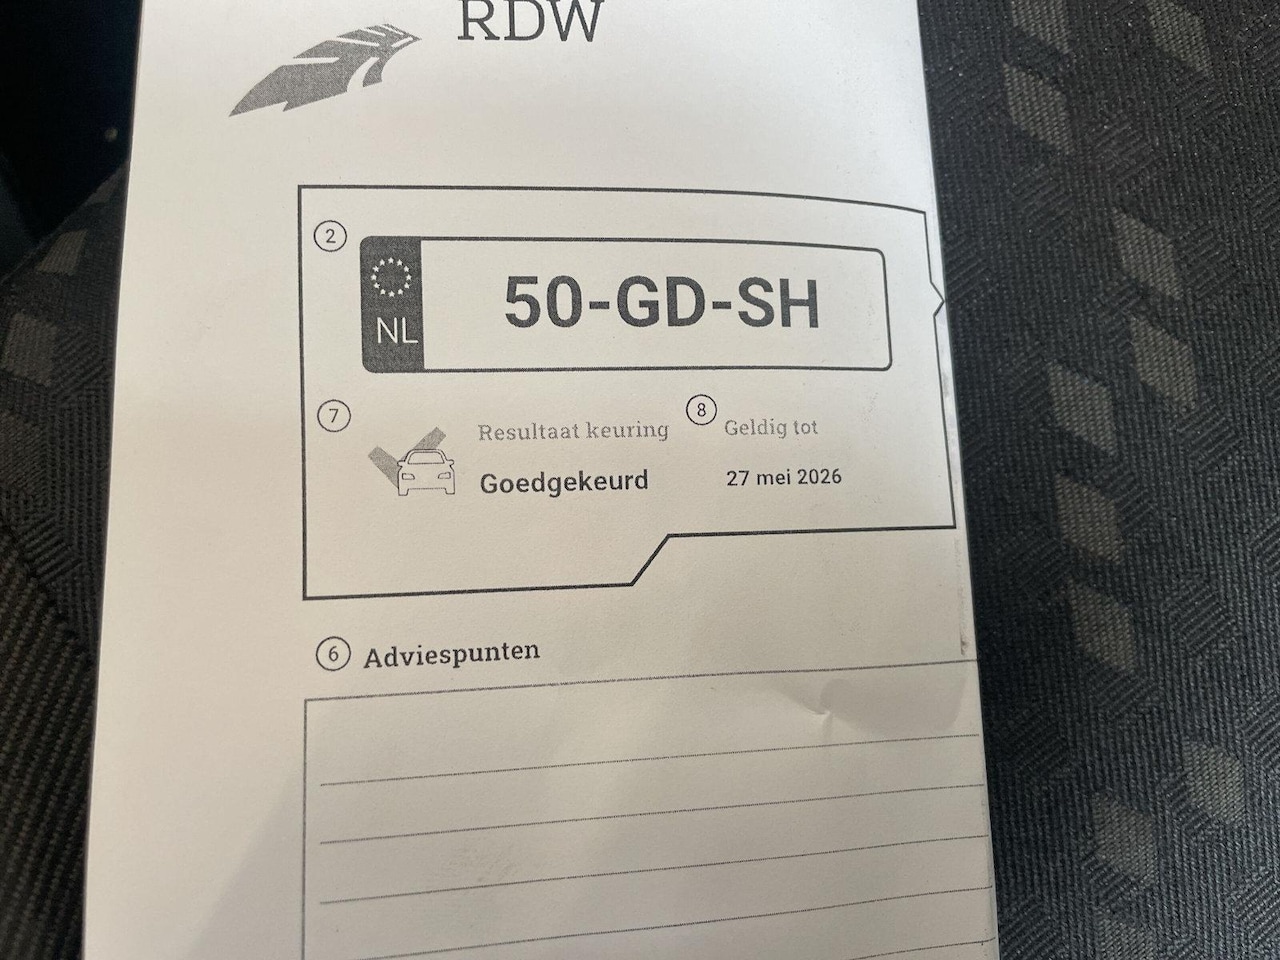 RDW
2
NL
50-GD-SH
7
Resultaat keuring
8
Geldig tot
Goedgekeurd
27 mei 2026
6
Adviespunten